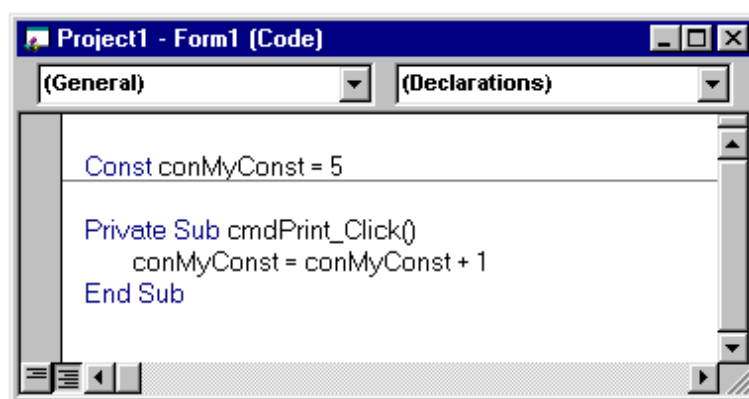 Project1 - Form1 (Code)
(General) (Declarations)
Const conMyConst = 5
Private Sub cmdPrint_Click()
conMyConst = conMyConst + 1
End Sub